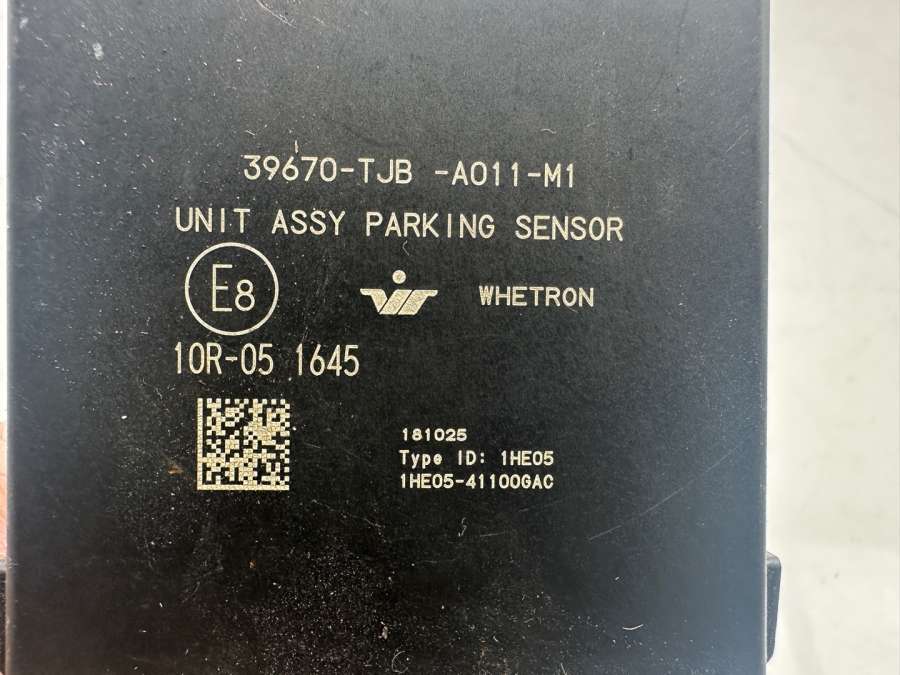 39670-TJB -A011-M1
UNIT ASSY PARKING SENSOR
E8
WHETRON
10R-05 1645
181025
Type ID: 1HE05
1HE05-41100GAC